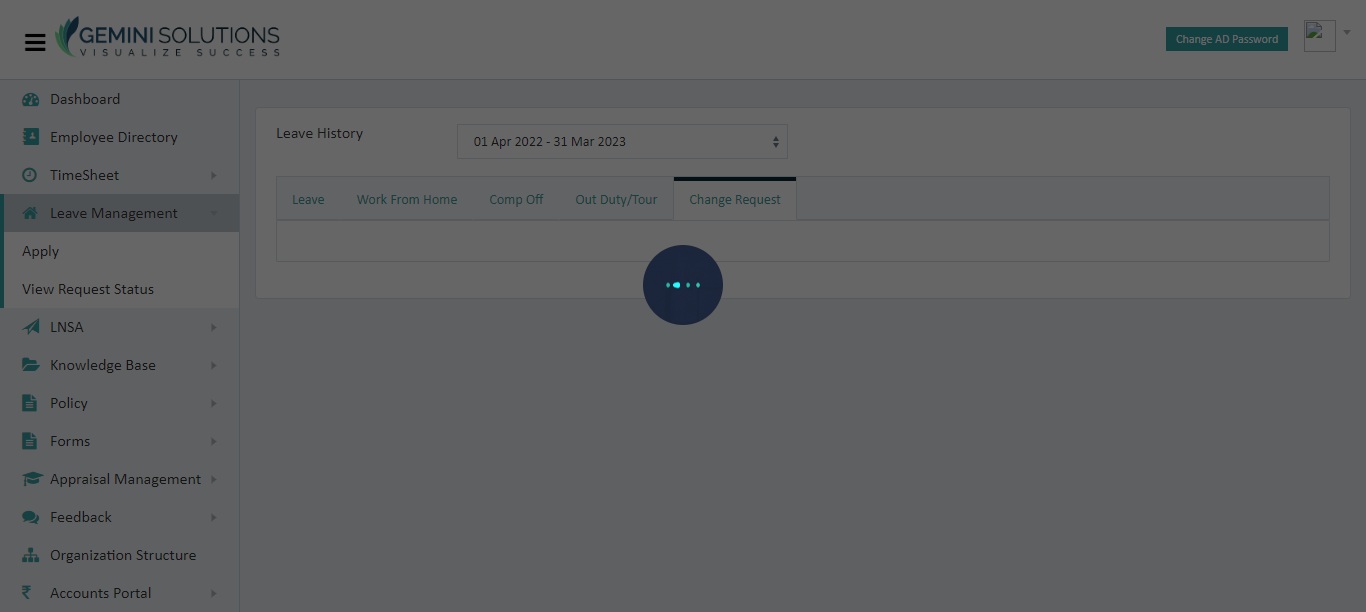 GEMINI SOLUTIONS
VISUALIZE SUCCESS
Change AD Password
Dashboard
Employee Directory
TimeSheet
Leave Management
Apply
View Request Status
LNSA
Knowledge Base
Policy
Forms
Appraisal Management
Feedback
Organization Structure
₹ Accounts Portal
Leave History
01 Apr 2022 - 31 Mar 2023
Leave Work From Home Comp Off Out Duty/Tour Change Request